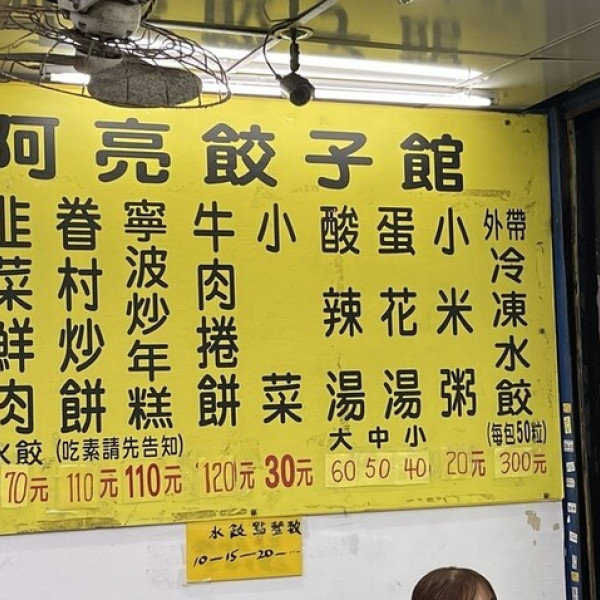 阿亮餃子館
韭菜鮮肉
水餃
70元
眷村炒餅
(吃素請先告知)
110元
寧波炒年糕
110元
牛肉捲餅
120元
小菜
30元
酸辣湯
蛋花湯
大中小
60 50 40
小米粥
20元
外帶冷凍水餃
(每包50粒)
300元
水餃點整數
10—15—20—...